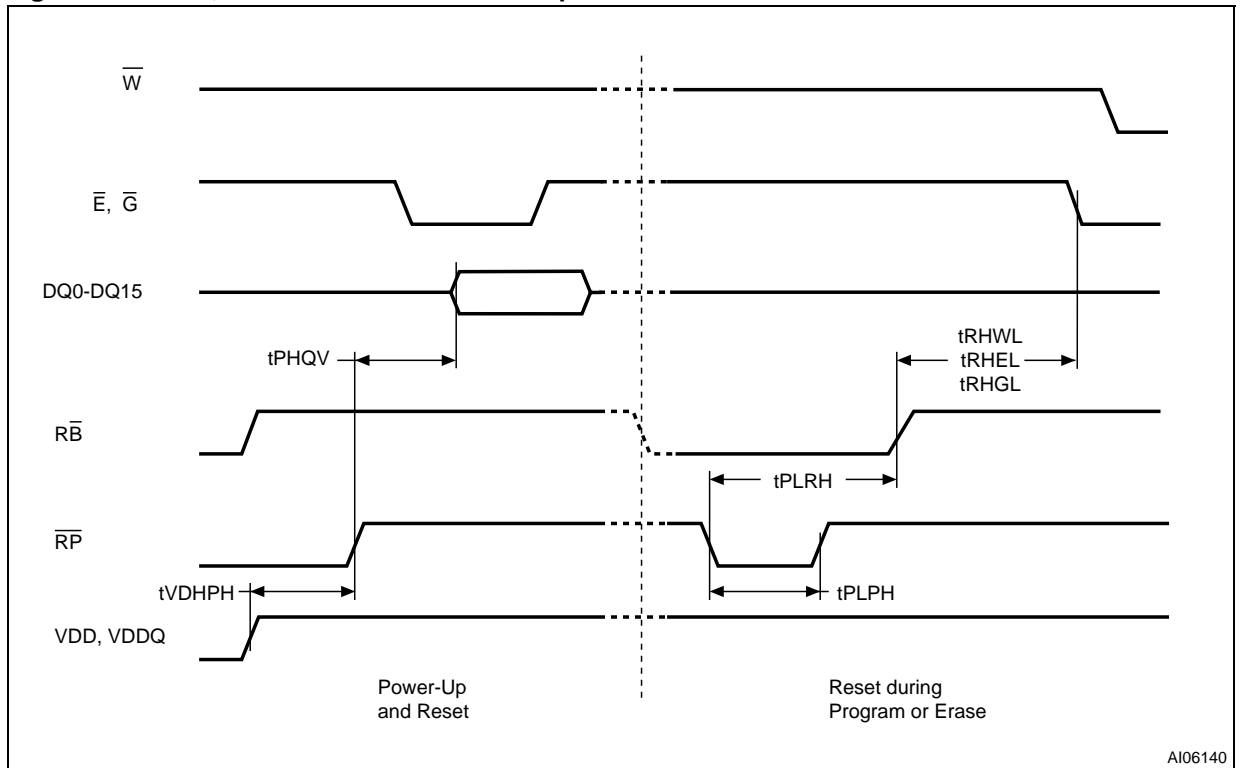 W̅
E̅, G̅
DQ0-DQ15
tPHQV
tRHWL
tRHEL
tRHGL
RB̅
tPLRH
R̅P̅
tVDHPH
tPLPH
VDD, VDDQ
Power-Up
and Reset
Reset during
Program or Erase
AI06140